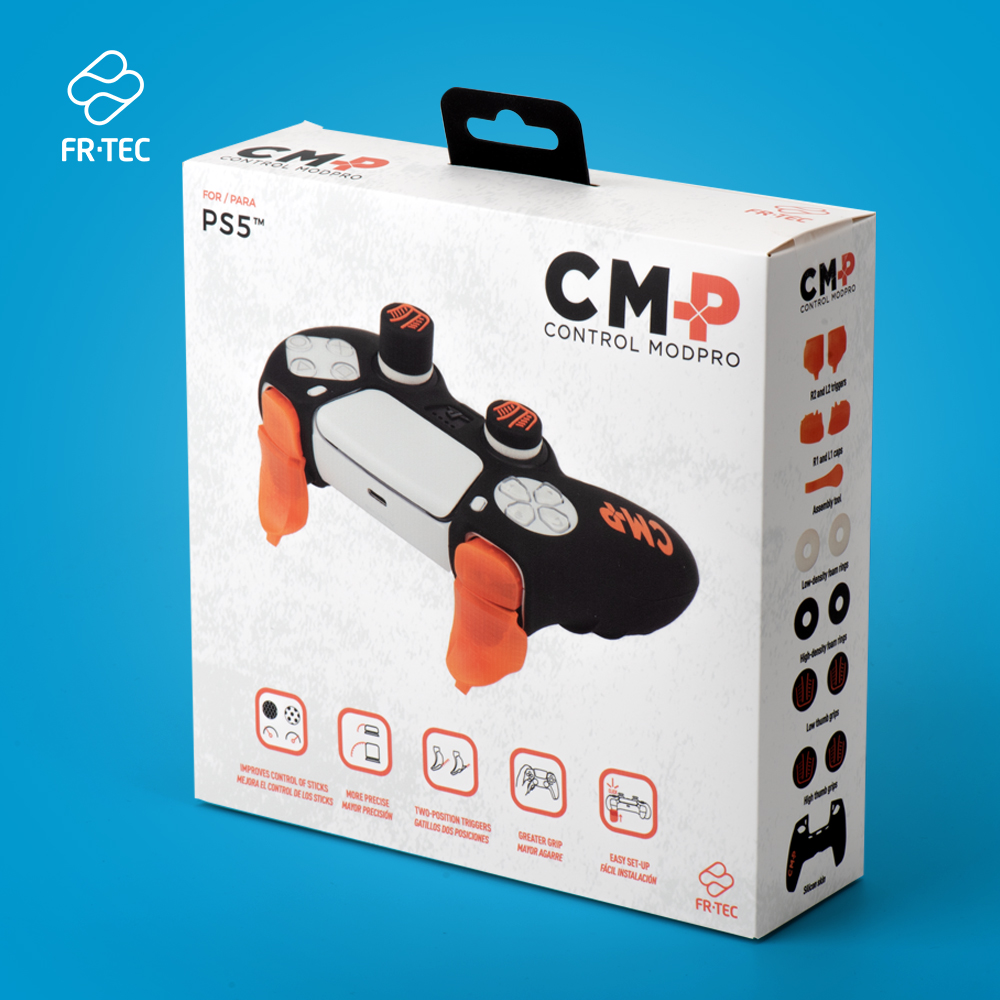 FR·TEC
CMP
CONTROL MODPRO
FR·TEC
FOR / PARA
PS5™
CMP
CONTROL MODPRO
CMP
IMPROVES CONTROL OF STICKS
MEJORA EL CONTROL DE LOS STICKS
MORE PRECISE
MAYOR PRECISIÓN
TWO-POSITION TRIGGERS
GATILLOS DOS POSICIONES
GREATER GRIP
MAYOR AGARRE
EASY SET-UP
FÁCIL INSTALACIÓN
FR·TEC
CMP
CONTROL MODPRO
R2 and L2 triggers
R1 and L1 caps
Assembly tool
Low-density foam rings
High-density foam rings
Low thumb grips
High thumb grips
CMP
Silicon skin